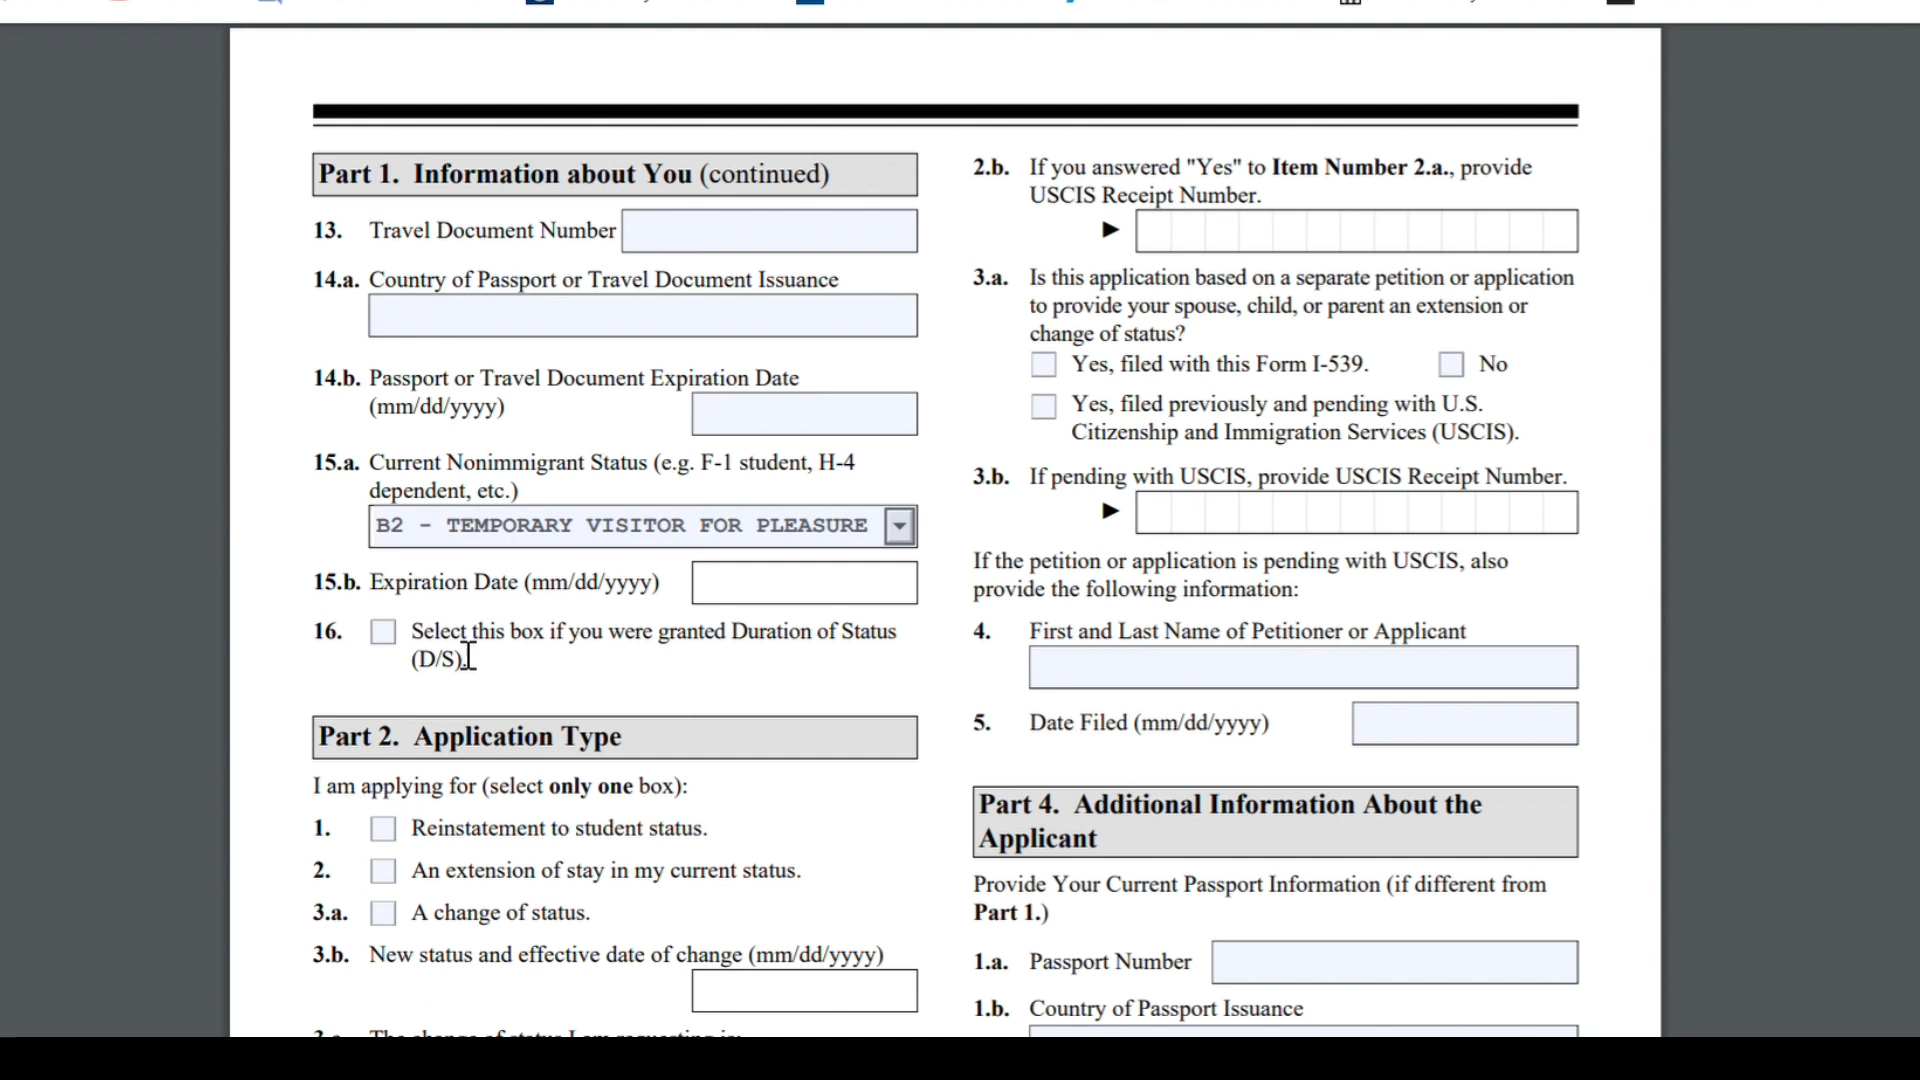 Part 1. Information about You (continued)
13. Travel Document Number
14.a. Country of Passport or Travel Document Issuance
14.b. Passport or Travel Document Expiration Date
(mm/dd/yyyy)
15.a. Current Nonimmigrant Status (e.g. F-1 student, H-4
dependent, etc.)
B2 - TEMPORARY VISITOR FOR PLEASURE
15.b. Expiration Date (mm/dd/yyyy)
16. Select this box if you were granted Duration of Status
(D/S).
Part 2. Application Type
I am applying for (select only one box):
1. Reinstatement to student status.
2. An extension of stay in my current status.
3.a. A change of status.
3.b. New status and effective date of change (mm/dd/yyyy)
2.b. If you answered "Yes" to Item Number 2.a., provide
USCIS Receipt Number.
3.a. Is this application based on a separate petition or application
to provide your spouse, child, or parent an extension or
change of status?
Yes, filed with this Form I-539. No
Yes, filed previously and pending with U.S.
Citizenship and Immigration Services (USCIS).
3.b. If pending with USCIS, provide USCIS Receipt Number.
If the petition or application is pending with USCIS, also
provide the following information:
4. First and Last Name of Petitioner or Applicant
5. Date Filed (mm/dd/yyyy)
Part 4. Additional Information About the
Applicant
Provide Your Current Passport Information (if different from
Part 1.)
1.a. Passport Number
1.b. Country of Passport Issuance